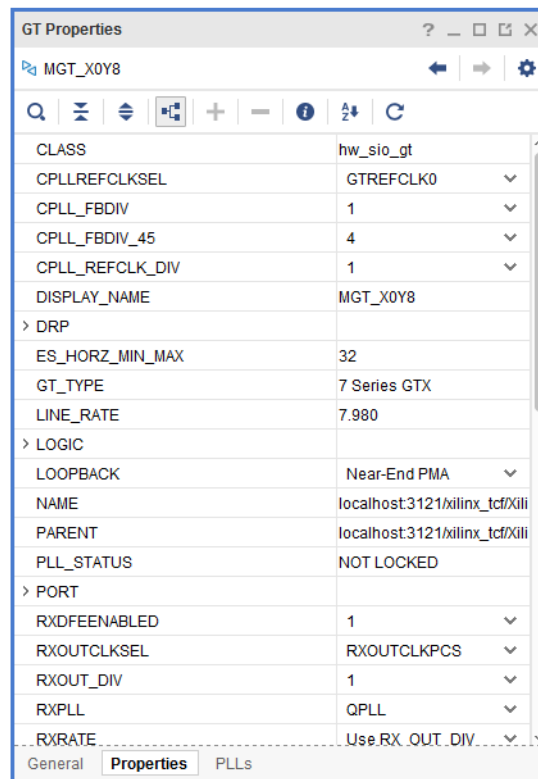 GT Properties
MGT_X0Y8
CLASS hw_sio_gt
CPLLREFCLKSEL GTREFCLK0
CPLL_FBDIV 1
CPLL_FBDIV_45 4
CPLL_REFCLK_DIV 1
DISPLAY_NAME MGT_X0Y8
> DRP
ES_HORZ_MIN_MAX 32
GT_TYPE 7 Series GTX
LINE_RATE 7.980
> LOGIC
LOOPBACK Near-End PMA
NAME localhost:3121/xilinx_tcf/Xili
PARENT localhost:3121/xilinx_tcf/Xili
PLL_STATUS NOT LOCKED
> PORT
RXDFEENABLED 1
RXOUTCLKSEL RXOUTCLKPCS
RXOUT_DIV 1
RXPLL QPLL
RXRATE Use RX_OUT_DIV
General Properties PLLs